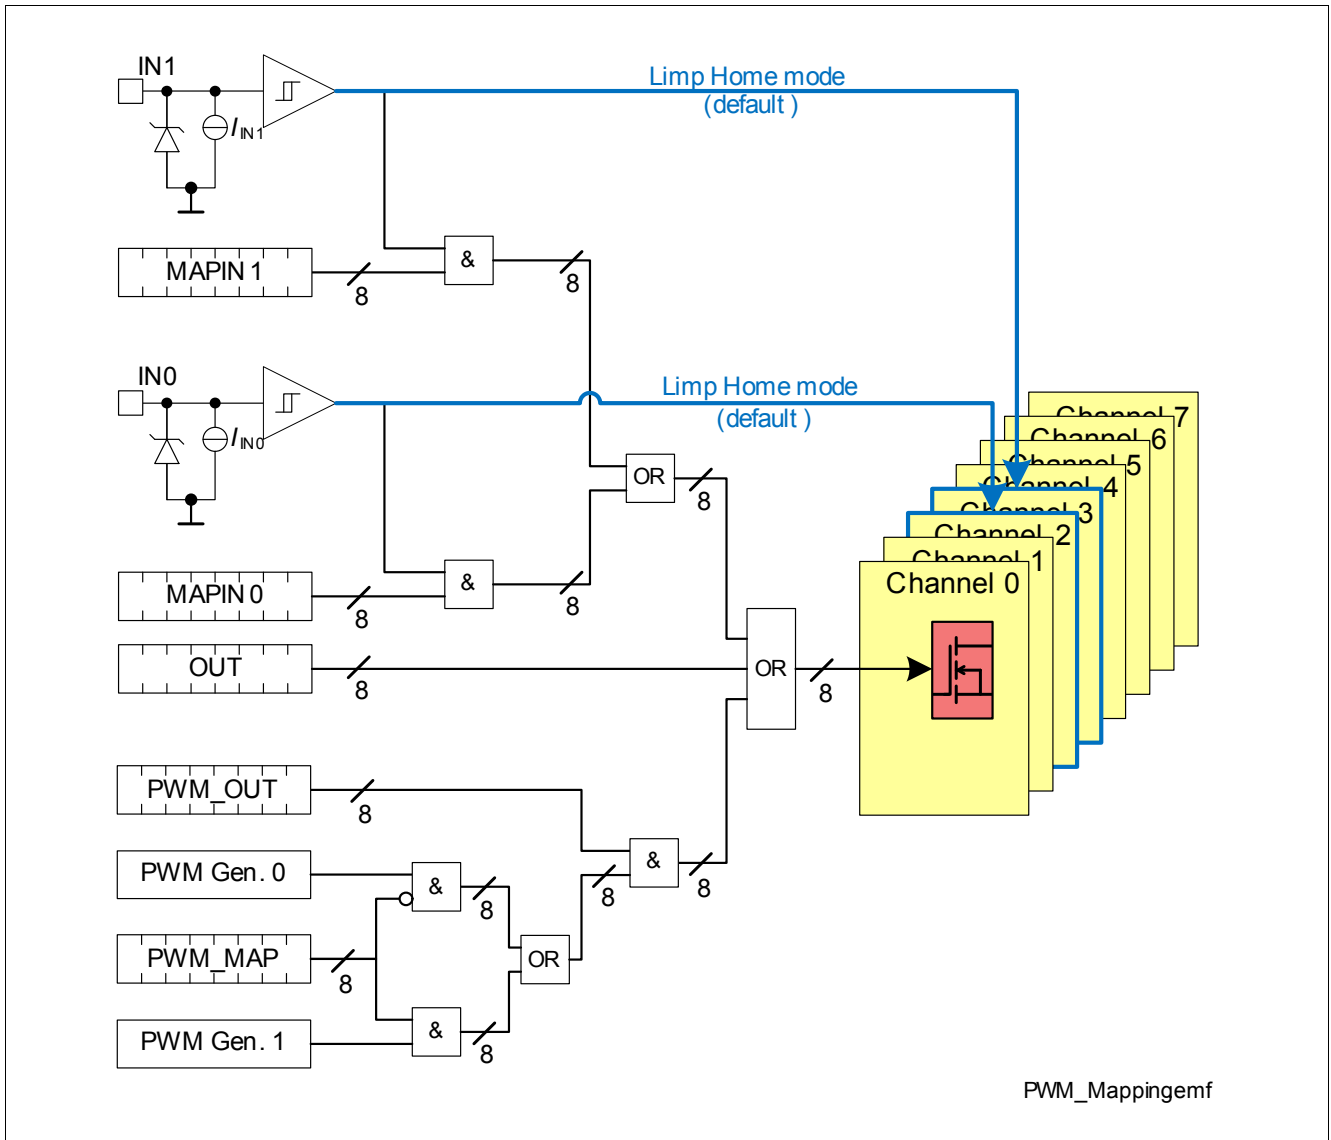 IN1
Limp Home mode
(default )
I IN1
MAPIN 1
8
&
8
IN0
Limp Home mode
(default )
I IN0
Channel 7
Channel 6
Channel 5
Channel 4
Channel 3
Channel 2
Channel 1
Channel 0
OR
8
MAPIN 0
8
&
8
OUT
8
OR
8
PWM_OUT
8
&
8
8
PWM Gen. 0
&
8
PWM_MAP
8
OR
PWM Gen. 1
&
8
PWM_Mappingemf